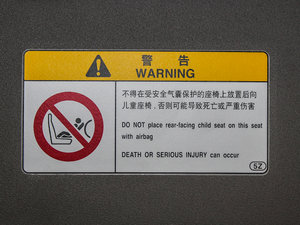 警 告
WARNING
不得在受安全气囊保护的座椅上放置后向
儿童座椅，否则可能导致死亡或严重伤害
DO NOT place rear-facing child seat on this seat
with airbag
DEATH OR SERIOUS INJURY can occur
5Z